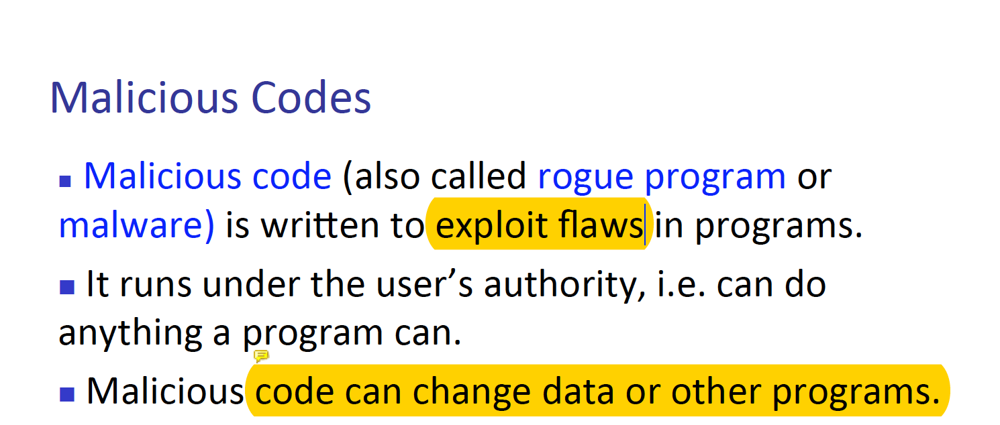 Malicious Codes
▪ Malicious code (also called rogue program or
malware) is written to exploit flaws in programs.
▪ It runs under the user’s authority, i.e. can do
anything a program can.
▪ Malicious code can change data or other programs.